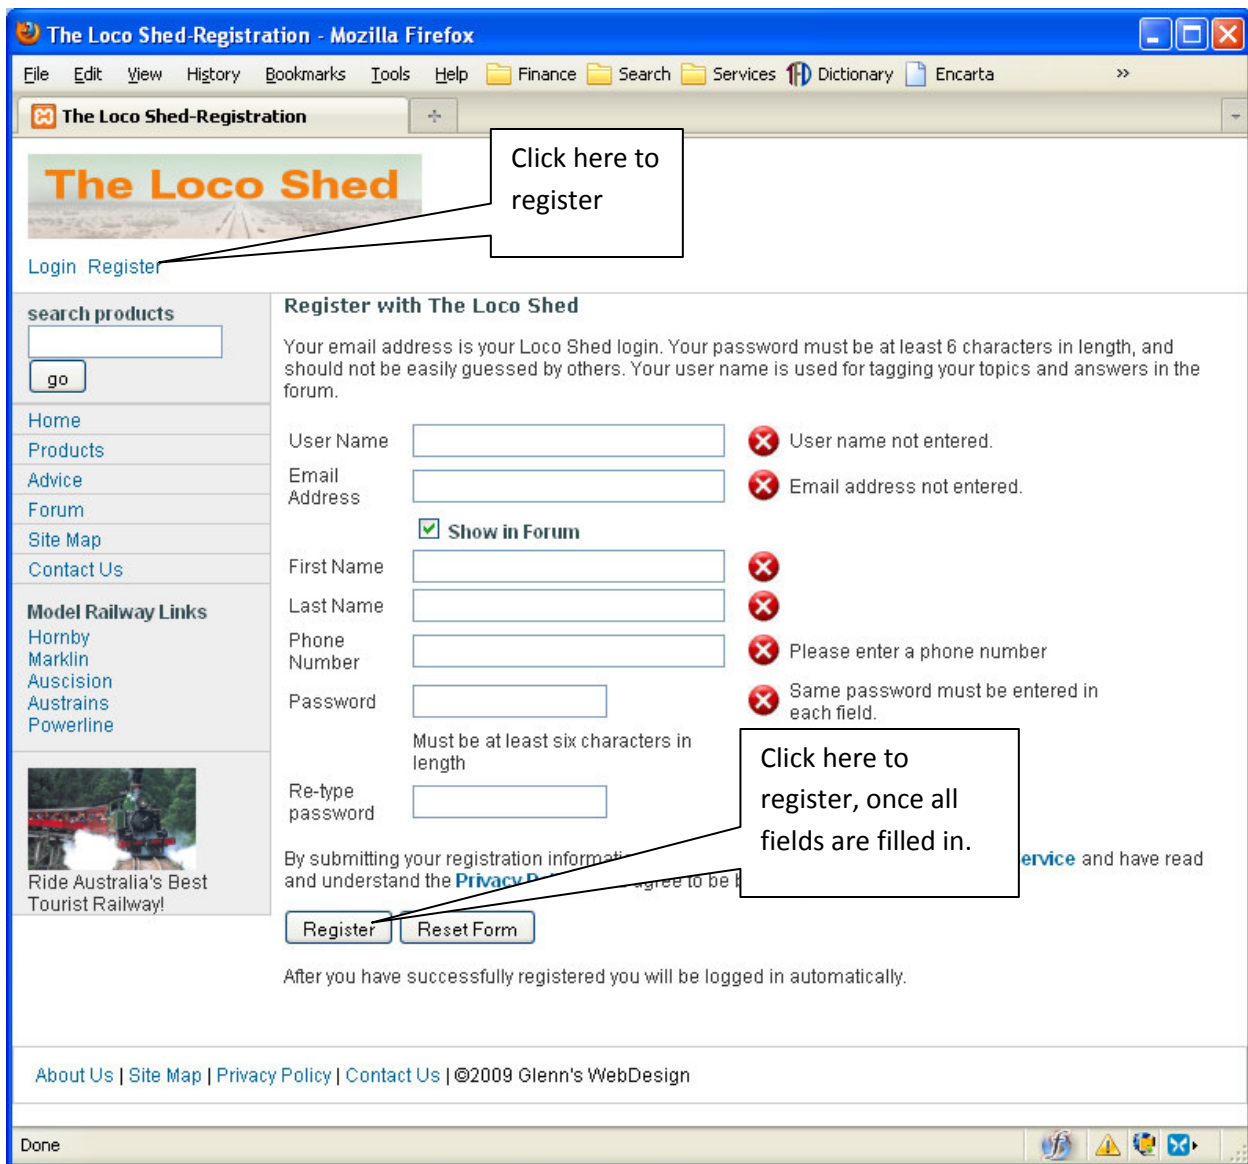 The Loco Shed-Registration - Mozilla Firefox
File Edit View History Bookmarks Tools Help Finance Search Services Dictionary Encarta »
The Loco Shed-Registration
The Loco Shed
Click here to
register
Login Register
search products
go
Home
Products
Advice
Forum
Site Map
Contact Us
Model Railway Links
Hornby
Marklin
Auscision
Austrains
Powerline
Ride Australia's Best
Tourist Railway!
Register with The Loco Shed
Your email address is your Loco Shed login. Your password must be at least 6 characters in length, and
should not be easily guessed by others. Your user name is used for tagging your topics and answers in the
forum.
User Name User name not entered.
Email
Address Email address not entered.
Show in Forum
First Name
Last Name
Phone
Number Please enter a phone number
Password Same password must be entered in
each field.
Must be at least six characters in
length
Re-type
password
Click here to
register, once all
fields are filled in.
By submitting your registration ervice and have read
and understand the Privacy agree to be
Register Reset Form
After you have successfully registered you will be logged in automatically.
About Us | Site Map | Privacy Policy | Contact Us | ©2009 Glenn's WebDesign
Done